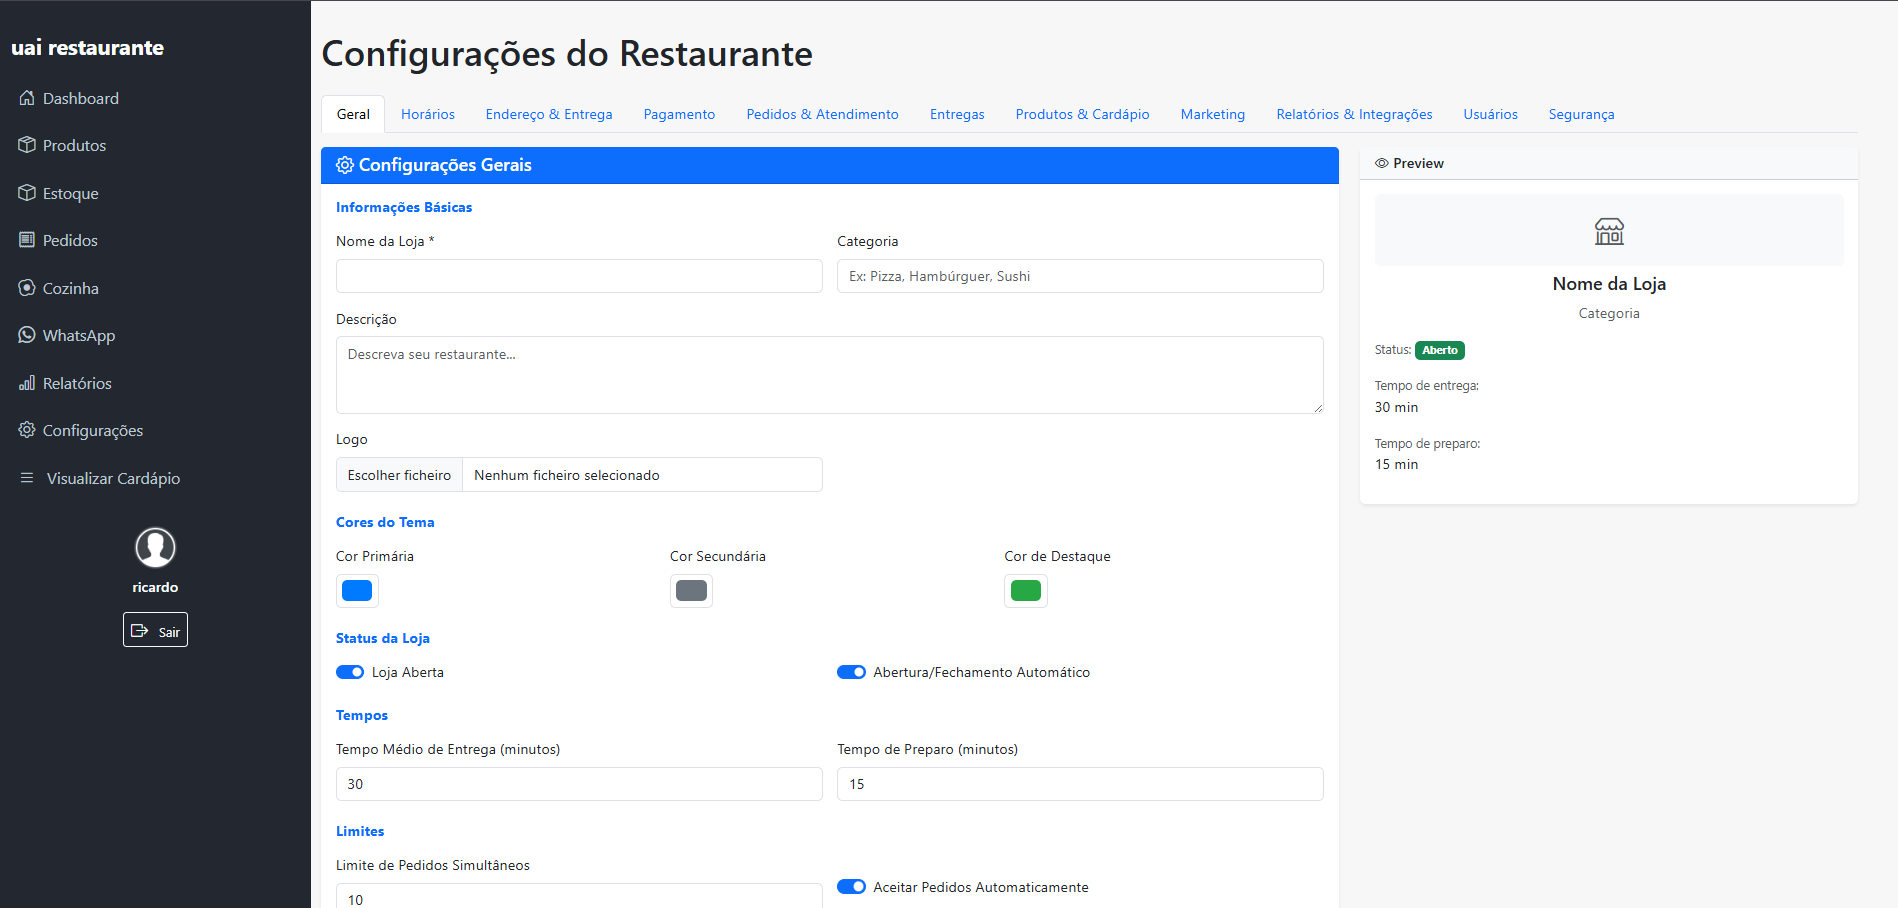 uai restaurante
Dashboard
Produtos
Estoque
Pedidos
Cozinha
WhatsApp
Relatórios
Configurações
Visualizar Cardápio
ricardo
Sair
Configurações do Restaurante
Geral Horários Endereço & Entrega Pagamento Pedidos & Atendimento Entregas Produtos & Cardápio Marketing Relatórios & Integrações Usuários Segurança
Configurações Gerais
Informações Básicas
Nome da Loja * Categoria
Ex: Pizza, Hambúrguer, Sushi
Descrição
Descreva seu restaurante...
Logo
Escolher ficheiro Nenhum ficheiro selecionado
Cores do Tema
Cor Primária Cor Secundária Cor de Destaque
Status da Loja
Loja Aberta Abertura/Fechamento Automático
Tempos
Tempo Médio de Entrega (minutos) Tempo de Preparo (minutos)
30 15
Limites
Limite de Pedidos Simultâneos
Aceitar Pedidos Automaticamente
10
Preview
Nome da Loja
Categoria
Status: Aberto
Tempo de entrega:
30 min
Tempo de preparo:
15 min